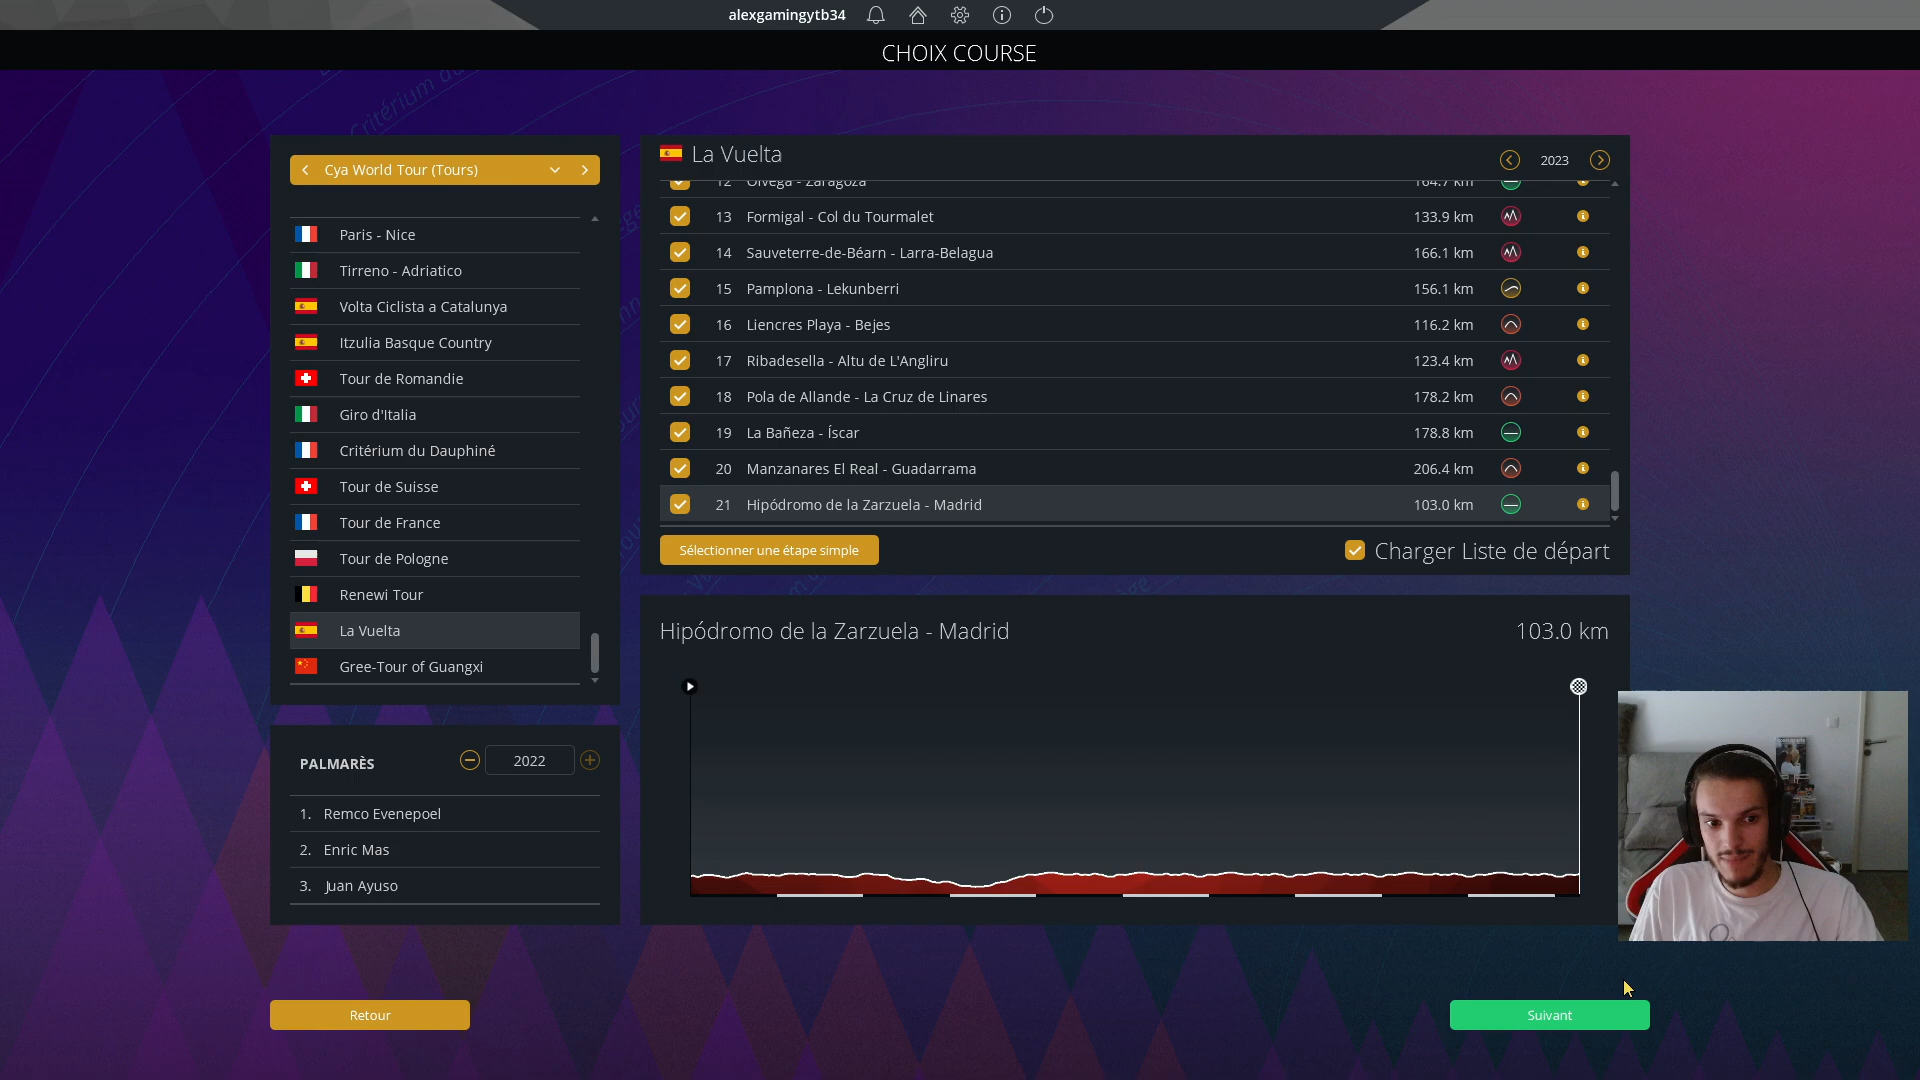 alexgamingytb34
CHOIX COURSE
Cya World Tour (Tours)
Paris - Nice
Tirreno - Adriatico
Volta Ciclista a Catalunya
Itzulia Basque Country
Tour de Romandie
Giro d'Italia
Critérium du Dauphiné
Tour de Suisse
Tour de France
Tour de Pologne
Renewi Tour
La Vuelta
Gree-Tour of Guangxi
PALMARÈS 2022
1. Remco Evenepoel
2. Enric Mas
3. Juan Ayuso
La Vuelta 2023
12 Ólvega - Zaragoza 164.7 km
13 Formigal - Col du Tourmalet 133.9 km
14 Sauveterre-de-Béarn - Larra-Belagua 166.1 km
15 Pamplona - Lekunberri 156.1 km
16 Liencres Playa - Bejes 116.2 km
17 Ribadesella - Altu de L'Angliru 123.4 km
18 Pola de Allande - La Cruz de Linares 178.2 km
19 La Bañeza - Íscar 178.8 km
20 Manzanares El Real - Guadarrama 206.4 km
21 Hipódromo de la Zarzuela - Madrid 103.0 km
Sélectionner une étape simple
Charger Liste de départ
Hipódromo de la Zarzuela - Madrid 103.0 km
Retour
Suivant